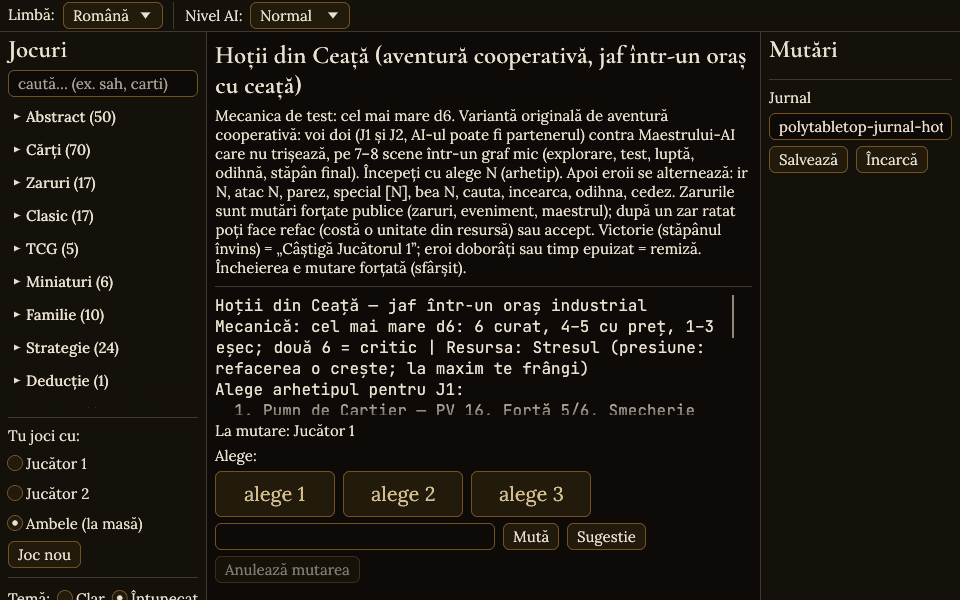 Limbă: Română ▼ Nivel AI: Normal ▼
Jocuri
caută... (ex. sah, carti)
▸ Abstract (50)
▸ Cărți (70)
▸ Zaruri (17)
▸ Clasic (17)
▸ TCG (5)
▸ Miniaturi (6)
▸ Familie (10)
▸ Strategie (24)
▸ Deducție (1)
Tu joci cu:
Jucător 1
Jucător 2
Ambele (la masă)
Joc nou
Temă: Clar Întunecat
Hoții din Ceață (aventură cooperativă, jaf într-un oraș
cu ceață)
Mecanica de test: cel mai mare d6. Variantă originală de aventură
cooperativă: voi doi (J1 și J2, AI-ul poate fi partenerul) contra Maestrului-AI
care nu trișează, pe 7–8 scene într-un graf mic (explorare, test, luptă,
odihnă, stăpân final). Începeți cu alege N (arhetip). Apoi eroii se alternează: ir
N, atac N, parez, special [N], bea N, cauta, incearca, odihna, cedez. Zarurile
sunt mutări forțate publice (zaruri, eveniment, maestrul); după un zar ratat
poți face refac (costă o unitate din resursă) sau accept. Victorie (stăpânul
învins) = „Câștigă Jucătorul 1”; eroi doborâți sau timp epuizat = remiză.
Încheierea e mutare forțată (sfârșit).
Hoții din Ceață — jaf într-un oraș industrial
Mecanică: cel mai mare d6: 6 curat, 4–5 cu preț, 1–3
eșec; două 6 = critic | Resursa: Stresul (presiune:
refacerea o crește; la maxim te frângi)
Alege arhetipul pentru J1:
1. Pumn de Cartier — PV 16, Forță 5/6, Șmecherie
La mutare: Jucător 1
Alege:
alege 1 alege 2 alege 3
Mută Sugestie
Anulează mutarea
Mutări
Jurnal
polytabletop-jurnal-hot
Salvează Încarcă